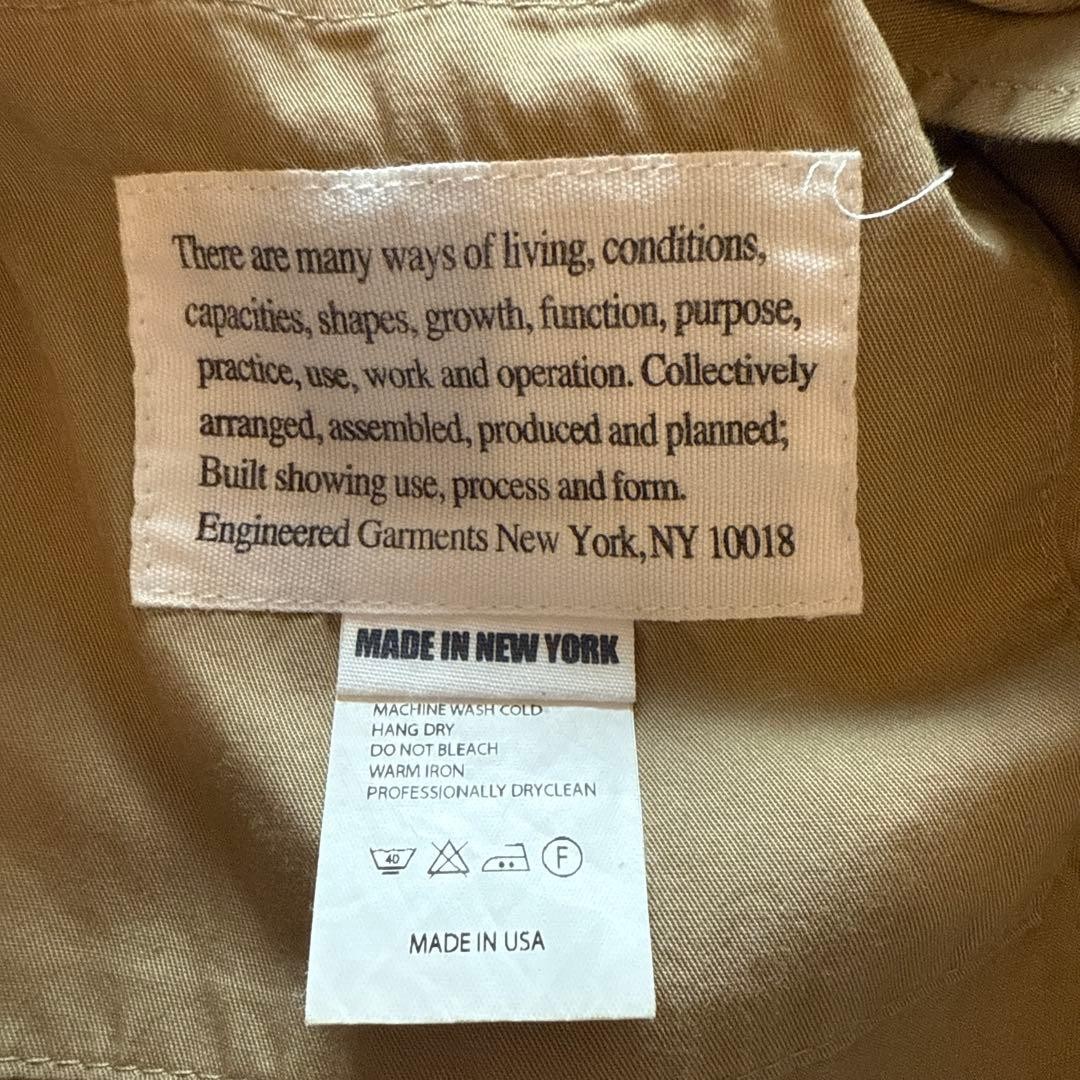 There are many ways of living, conditions,
capacities, shapes, growth, function, purpose,
practice, use, work and operation. Collectively
arranged, assembled, produced and planned;
Built showing use, process and form.
Engineered Garments New York, NY 10018
MADE IN NEW YORK
MACHINE WASH COLD
HANG DRY
DO NOT BLEACH
WARM IRON
PROFESSIONALLY DRYCLEAN
40 F
MADE IN USA